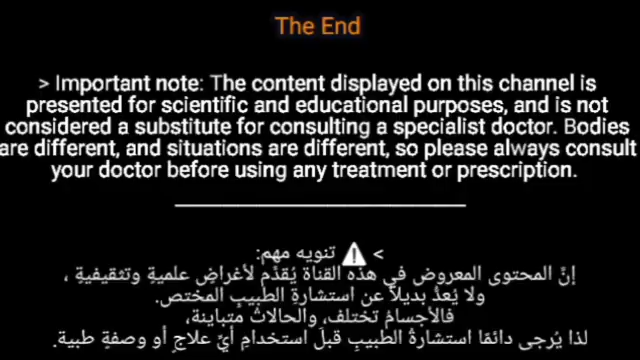 The End
> Important note: The content displayed on this channel is
presented for scientific and educational purposes, and is not
considered a substitute for consulting a specialist doctor. Bodies
are different, and situations are different, so please always consult
your doctor before using any treatment or prescription.
> ⚠️ تنويه مهم:
إنَّ المحتوى المعروض في هذه القناة يُقدَّم لأغراضٍ علميةٍ وتثقيفيةٍ ،
ولا يُعدُّ بديلاً عن استشارةِ الطبيبِ المختص.
فالأجسامُ تختلف، والحالاتُ متباينة،
لذا يُرجى دائمًا استشارةُ الطبيبِ قبلَ استخدامِ أيِّ علاجٍ أو وصفةٍ طبية.